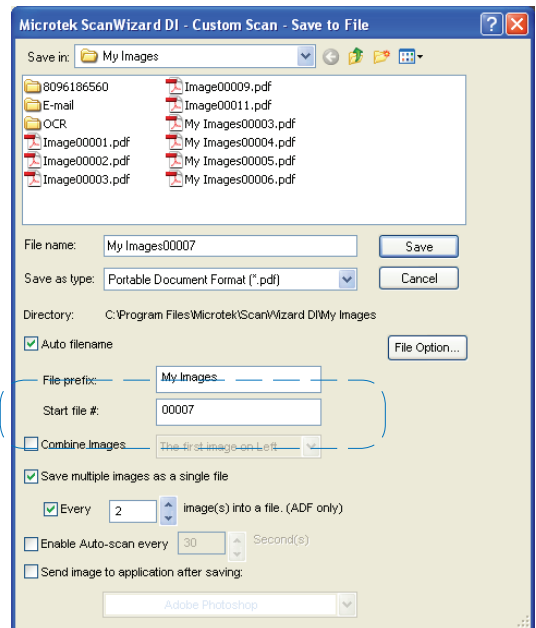 Microtek ScanWizard DI - Custom Scan - Save to File
Save in: My Images
8096186560
E-mail
OCR
Image00001.pdf
Image00002.pdf
Image00003.pdf
Image00009.pdf
Image00011.pdf
My Images00003.pdf
My Images00004.pdf
My Images00005.pdf
My Images00006.pdf
File name: My Images00007 Save
Save as type: Portable Document Format (*.pdf) Cancel
Directory: C:\Program Files\Microtek\ScanWizard DI\My Images
Auto filename
File Option...
File prefix: My Images
Start file #: 00007
Combine Images The first image on Left
Save multiple images as a single file
Every 2 image(s) into a file. (ADF only)
Enable Auto-scan every 30 Second(s)
Send image to application after saving:
Adobe Photoshop